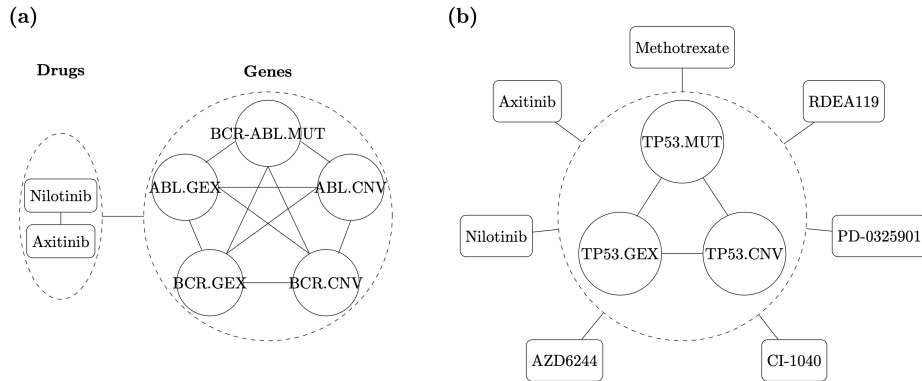 (a)
Drugs
Genes
BCR-ABL.MUT
ABL.GEX
ABL.CNV
Nilotinib
Axitinib
BCR.GEX
BCR.CNV
(b)
Methotrexate
Axitinib
RDEA119
TP53.MUT
Nilotinib
PD-0325901
TP53.GEX
TP53.CNV
AZD6244
CI-1040